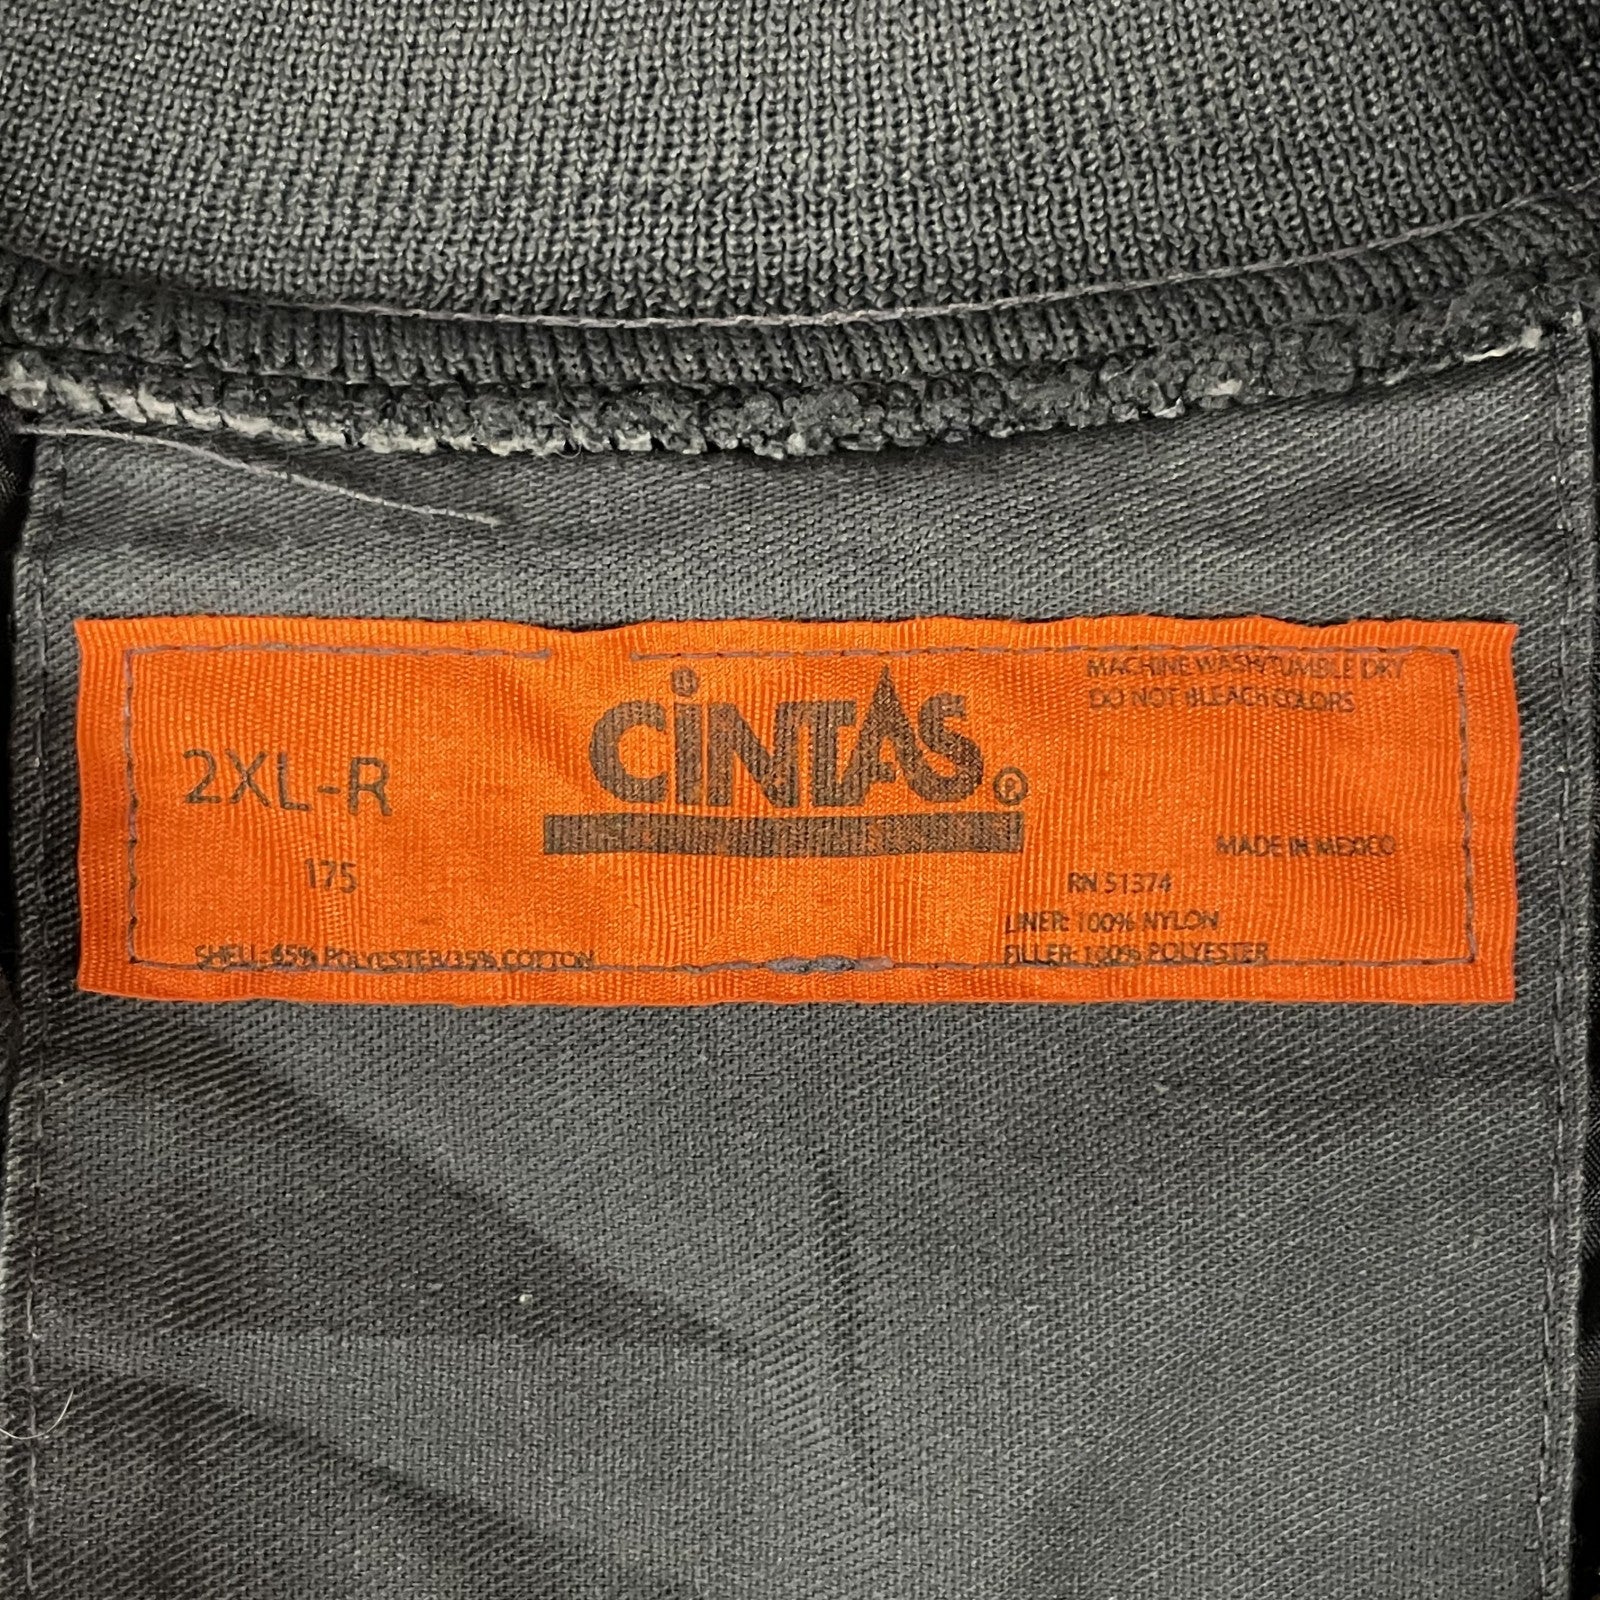 MACHINE WASH/TUMBLE DRY
DO NOT BLEACH COLORS
CiNTAS®
2XL-R
MADE IN MEXICO
175
RN 51374
LINER: 100% NYLON
SHELL: 65% POLYESTER/35% COTTON
FILLER: 100% POLYESTER